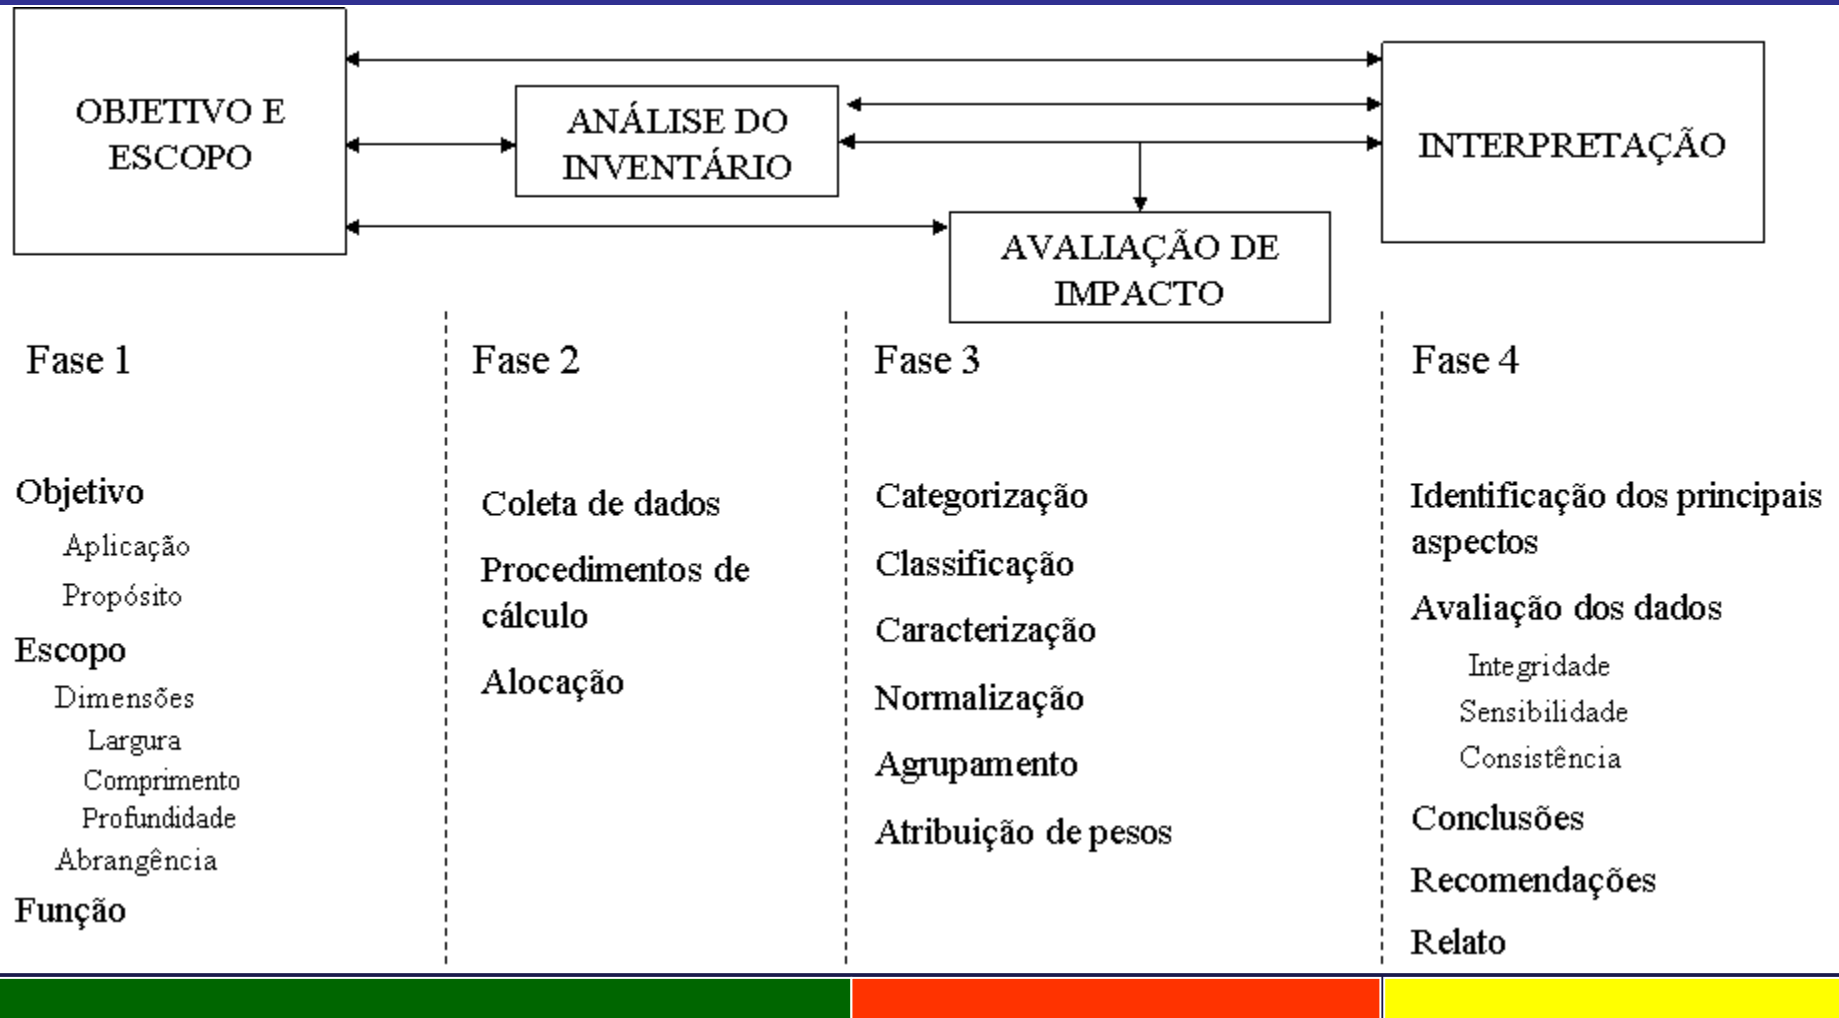 OBJETIVO E
ESCOPO
ANÁLISE DO
INVENTÁRIO
INTERPRETAÇÃO
AVALIAÇÃO DE
IMPACTO
Fase 1
Objetivo
Aplicação
Propósito
Escopo
Dimensões
Largura
Comprimento
Profundidade
Abrangência
Função
Fase 2
Coleta de dados
Procedimentos de
cálculo
Alocação
Fase 3
Categorização
Classificação
Caracterização
Normalização
Agrupamento
Atribuição de pesos
Fase 4
Identificação dos principais
aspectos
Avaliação dos dados
Integridade
Sensibilidade
Consistência
Conclusões
Recomendações
Relato